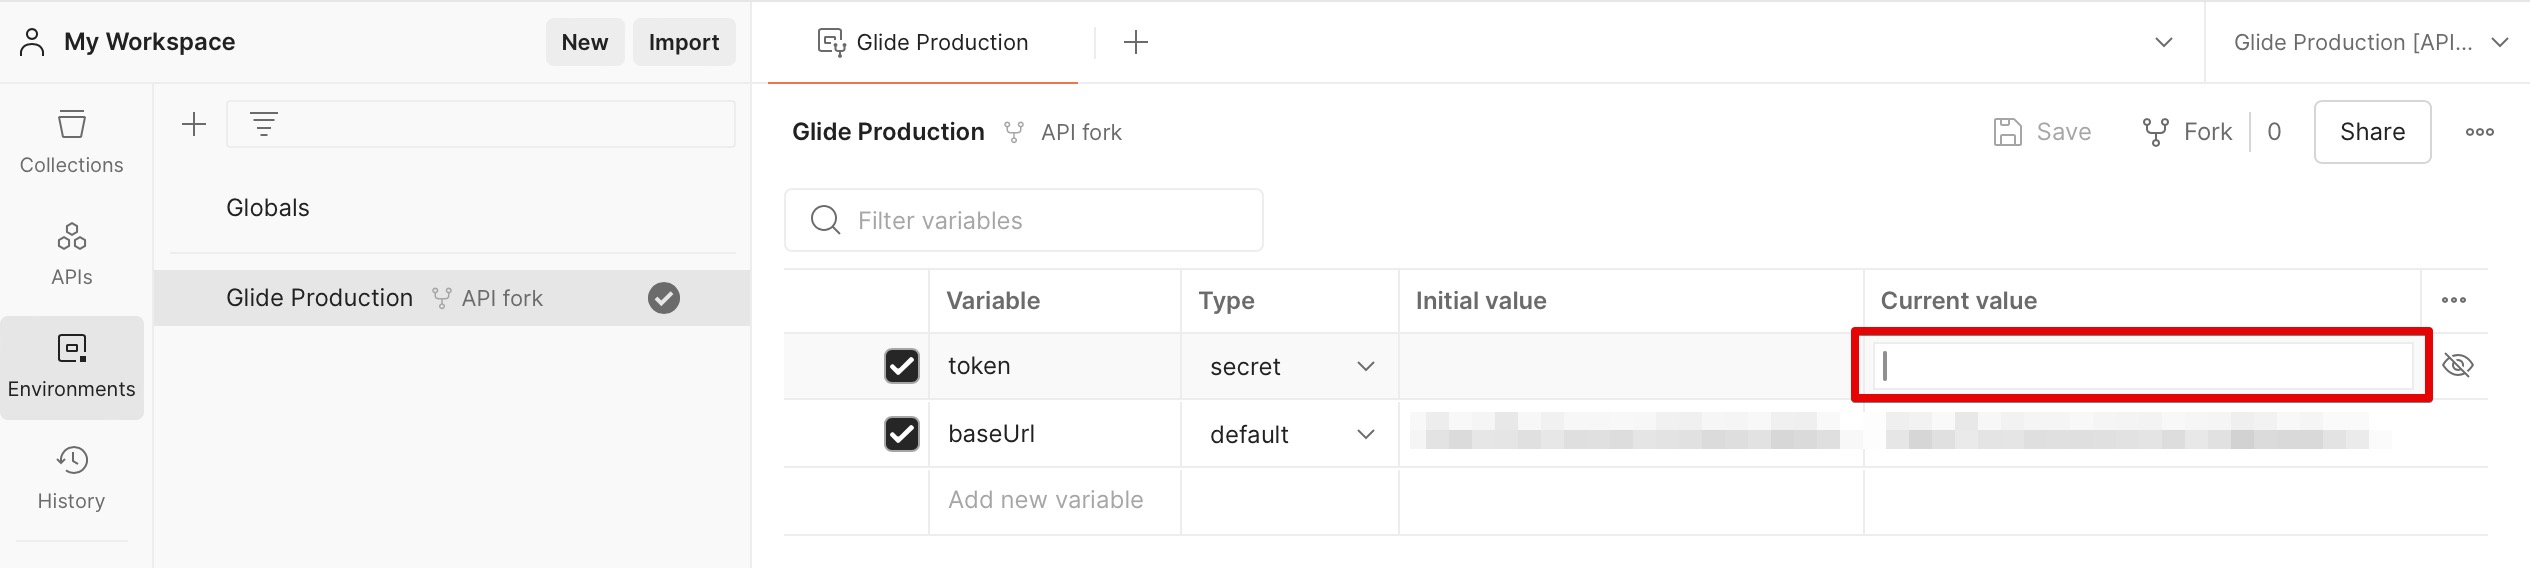 My Workspace
New
Import
Glide Production
Glide Production [API...
Collections
APIs
Environments
History
Globals
Glide Production API fork
Glide Production API fork
Save
Fork 0
Share
Filter variables
Variable Type Initial value Current value
token secret
baseUrl default
Add new variable